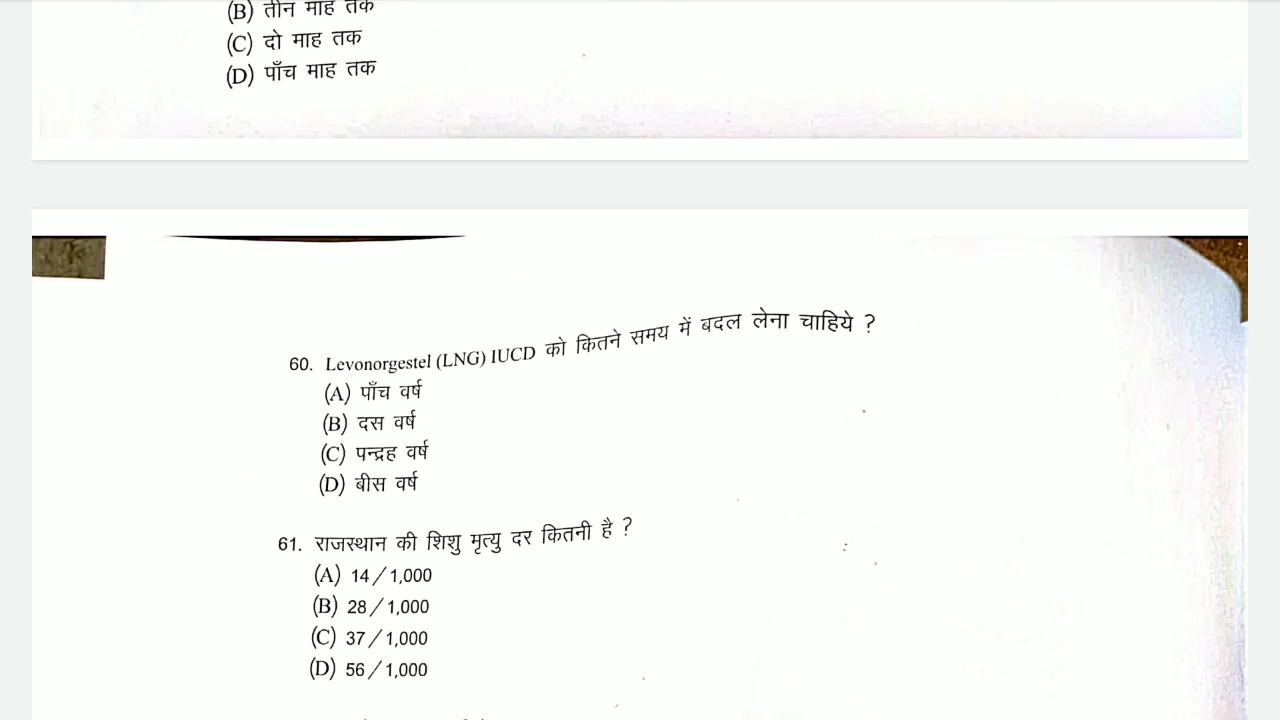 (B) तीन माह तक
(C) दो माह तक
(D) पाँच माह तक
60. Levonorgestel (LNG) IUCD को कितने समय में बदल लेना चाहिये ?
(A) पाँच वर्ष
(B) दस वर्ष
(C) पन्द्रह वर्ष
(D) बीस वर्ष
61. राजस्थान की शिशु मृत्यु दर कितनी है ?
(A) 14 / 1,000
(B) 28 / 1,000
(C) 37 / 1,000
(D) 56 / 1,000